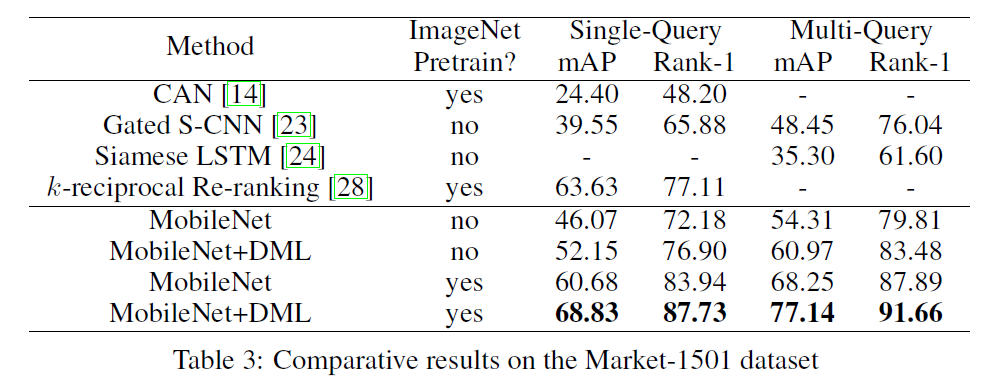 Method ImageNet Pretrain? Single-Query Multi-Query
mAP Rank-1 mAP Rank-1
CAN [14] yes 24.40 48.20 - -
Gated S-CNN [23] no 39.55 65.88 48.45 76.04
Siamese LSTM [24] no - - 35.30 61.60
k-reciprocal Re-ranking [28] yes 63.63 77.11 - -
MobileNet no 46.07 72.18 54.31 79.81
MobileNet+DML no 52.15 76.90 60.97 83.48
MobileNet yes 60.68 83.94 68.25 87.89
MobileNet+DML yes 68.83 87.73 77.14 91.66
Table 3: Comparative results on the Market-1501 dataset